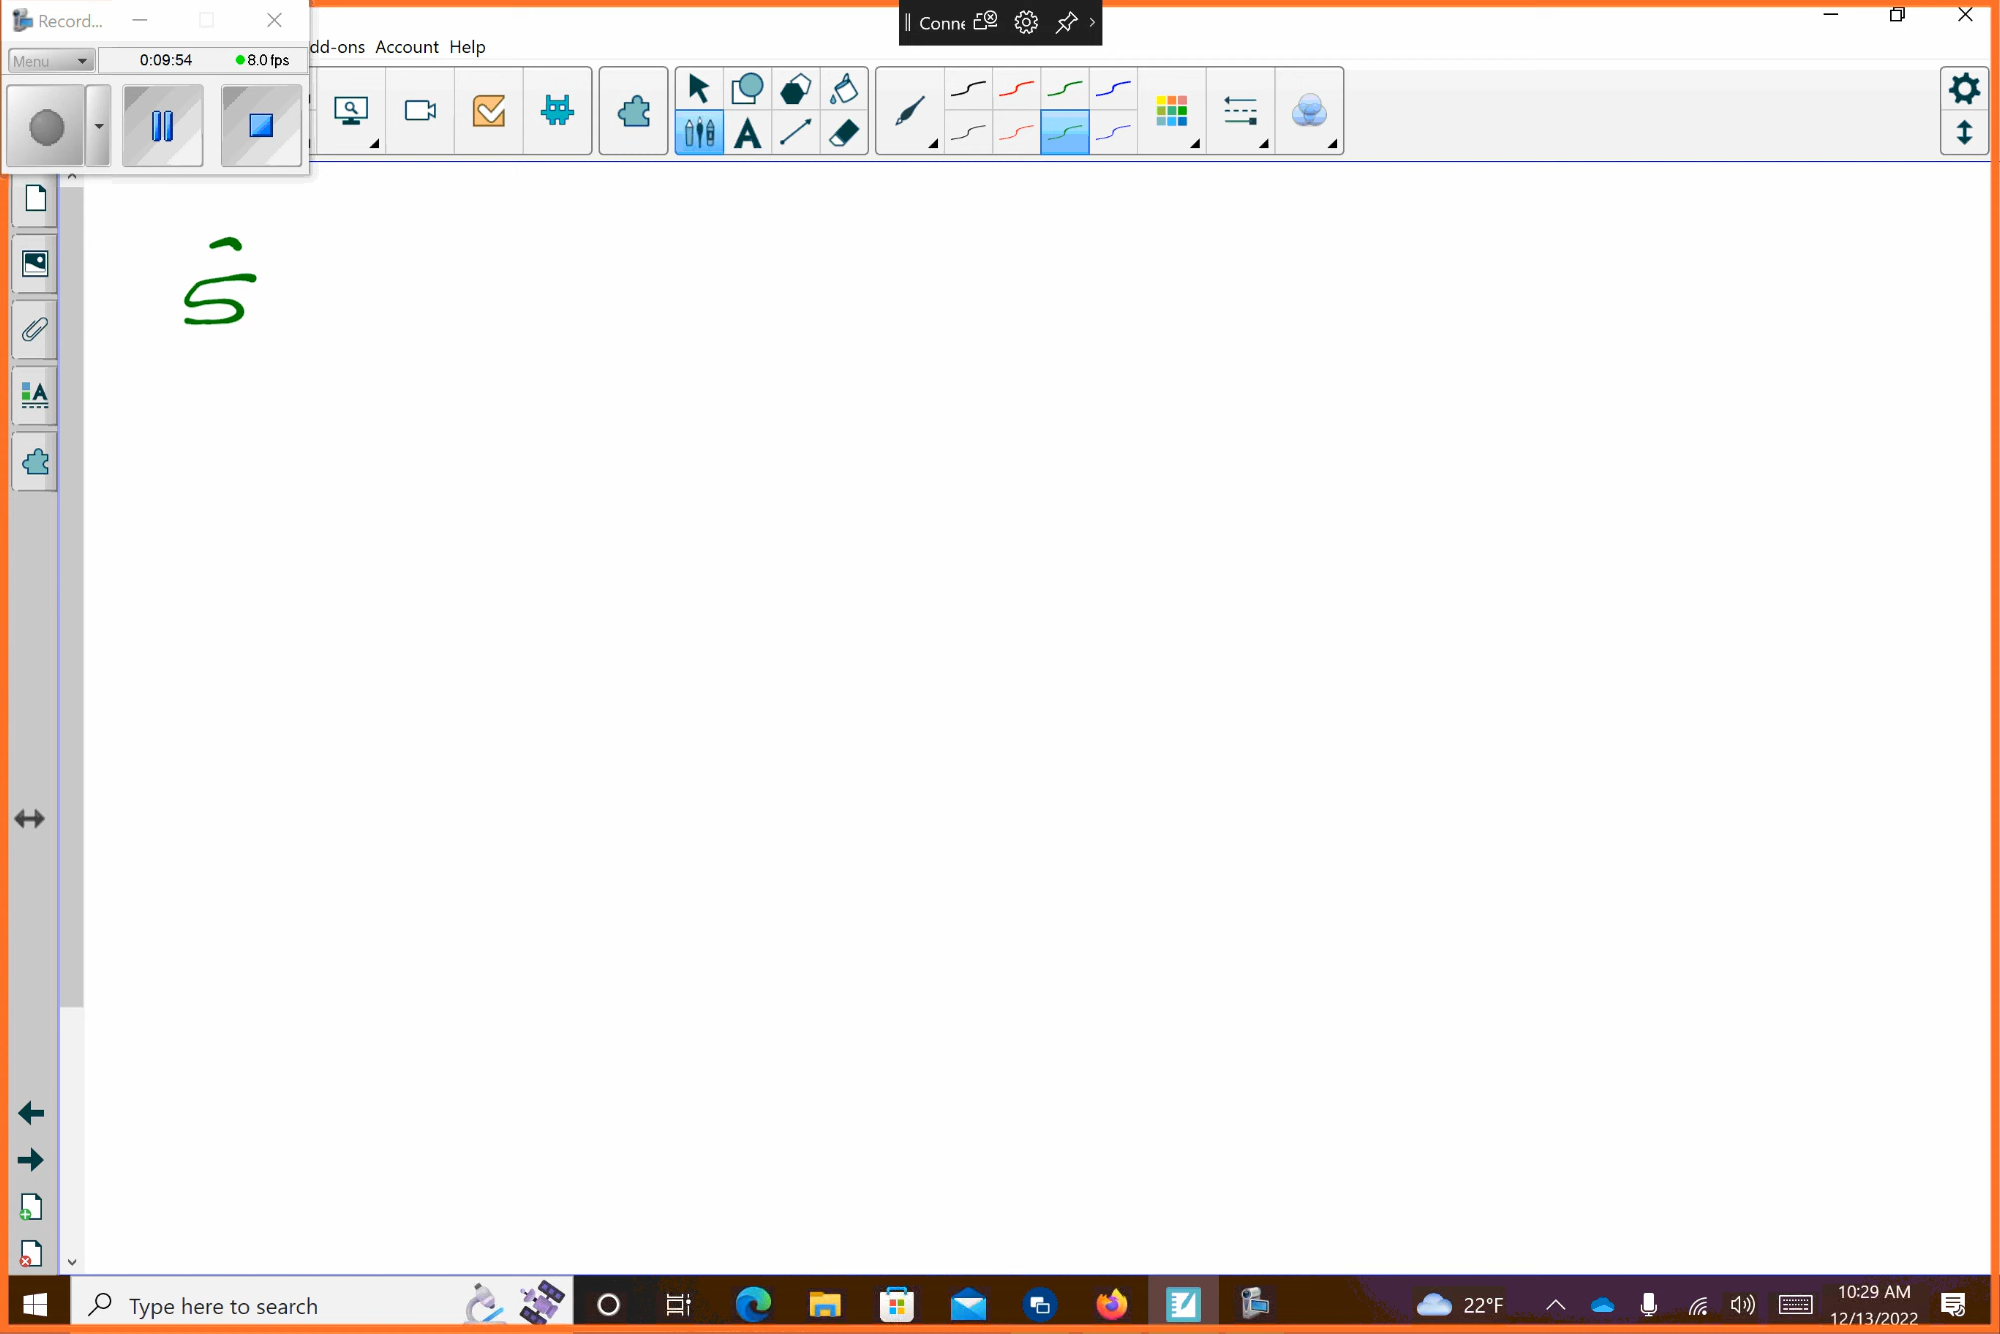 Record...
Conne
dd-ons Account Help
Menu 0:09:54 8.0 fps
ŝ
Type here to search
22°F
10:29 AM
12/13/2022